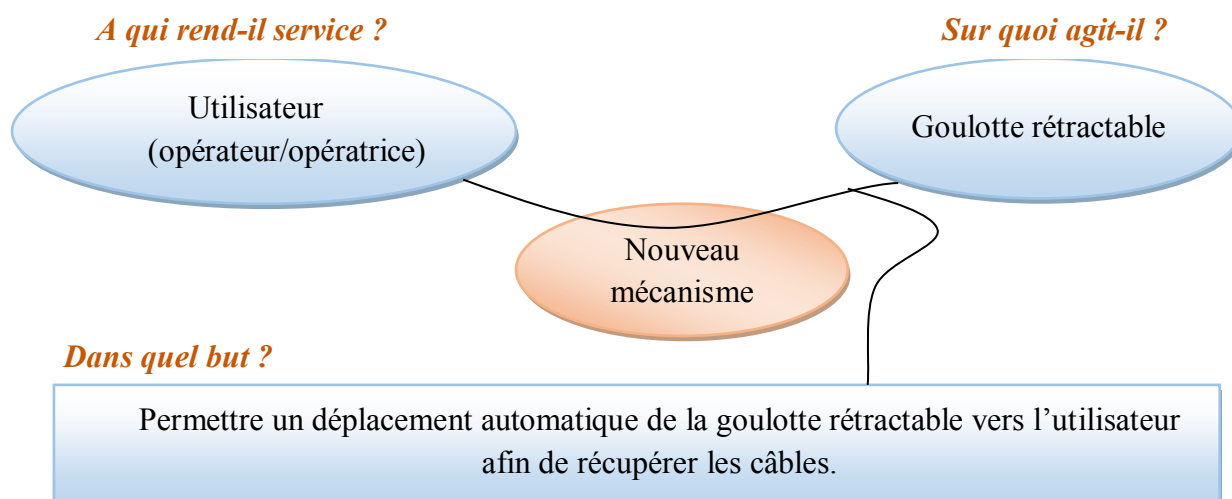 A qui rend-il service ?
Sur quoi agit-il ?
Utilisateur
(opérateur/opératrice)
Goulotte rétractable
Nouveau
mécanisme
Dans quel but ?
Permettre un déplacement automatique de la goulotte rétractable vers l’utilisateur
afin de récupérer les câbles.